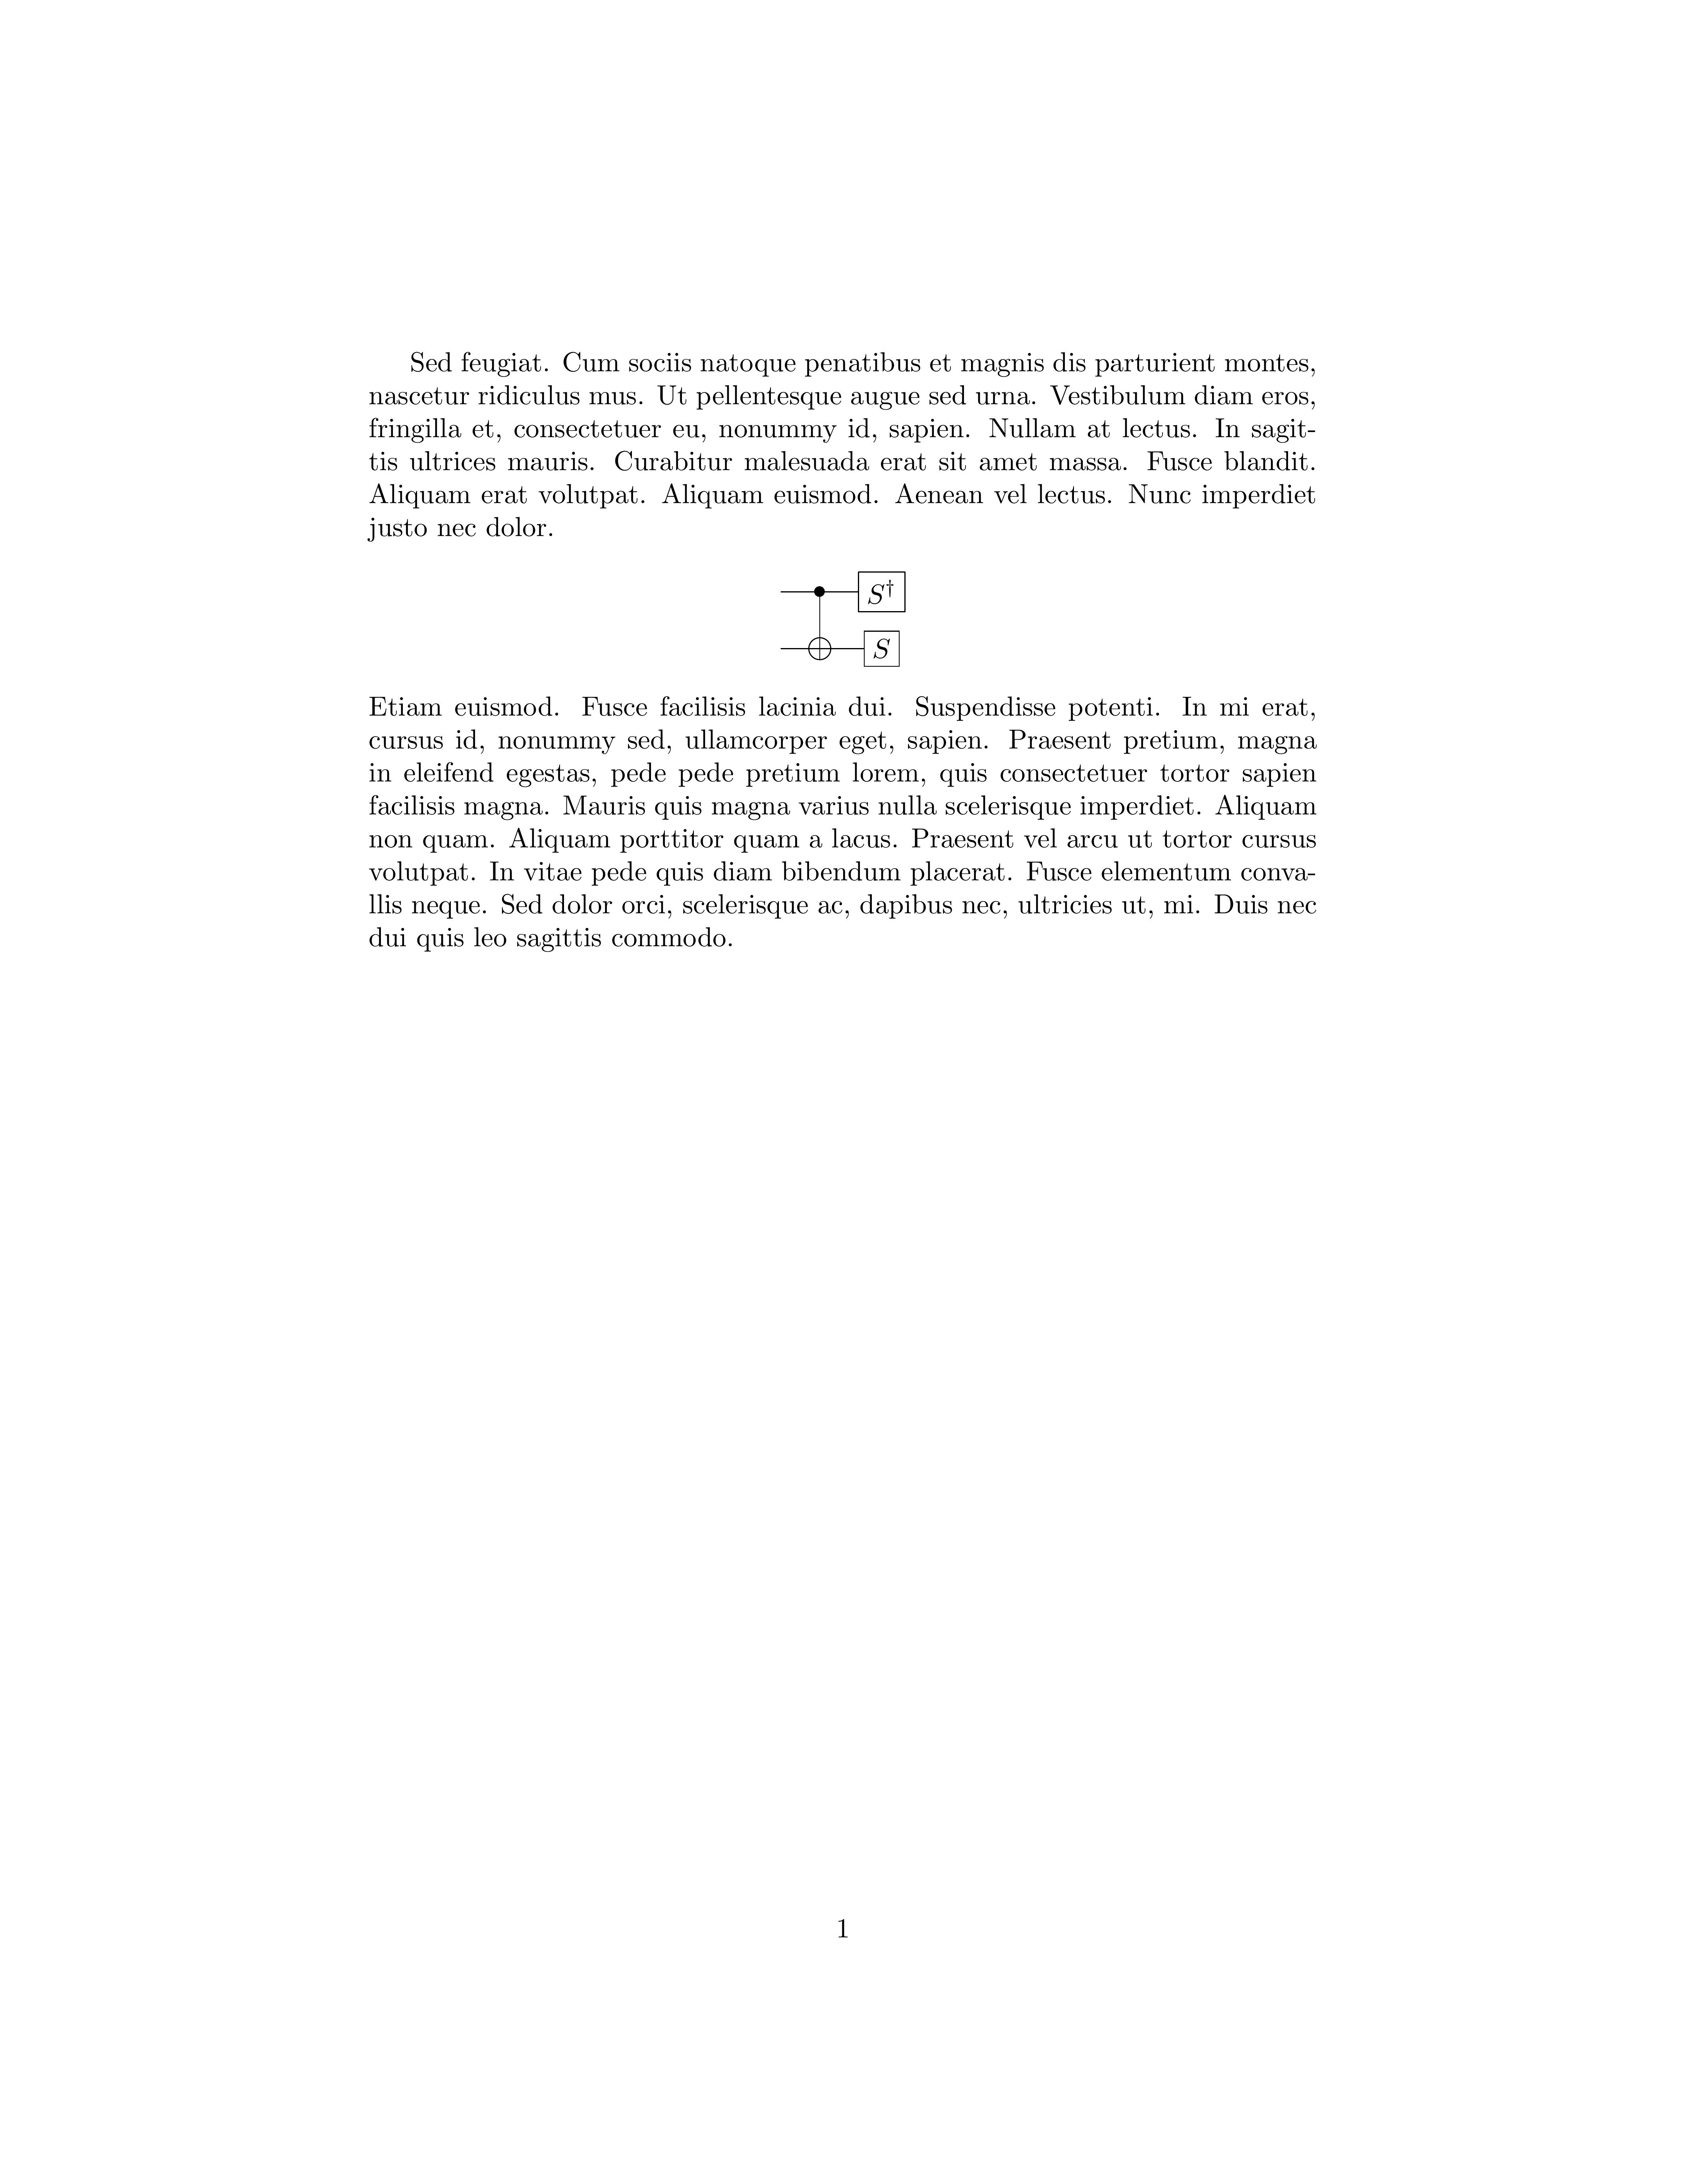 Sed feugiat. Cum sociis natoque penatibus et magnis dis parturient montes,
nascetur ridiculus mus. Ut pellentesque augue sed urna. Vestibulum diam eros,
fringilla et, consectetuer eu, nonummy id, sapien. Nullam at lectus. In sagit-
tis ultrices mauris. Curabitur malesuada erat sit amet massa. Fusce blandit.
Aliquam erat volutpat. Aliquam euismod. Aenean vel lectus. Nunc imperdiet
justo nec dolor.
S†
S
Etiam euismod. Fusce facilisis lacinia dui. Suspendisse potenti. In mi erat,
cursus id, nonummy sed, ullamcorper eget, sapien. Praesent pretium, magna
in eleifend egestas, pede pede pretium lorem, quis consectetuer tortor sapien
facilisis magna. Mauris quis magna varius nulla scelerisque imperdiet. Aliquam
non quam. Aliquam porttitor quam a lacus. Praesent vel arcu ut tortor cursus
volutpat. In vitae pede quis diam bibendum placerat. Fusce elementum conva-
llis neque. Sed dolor orci, scelerisque ac, dapibus nec, ultricies ut, mi. Duis nec
dui quis leo sagittis commodo.
1